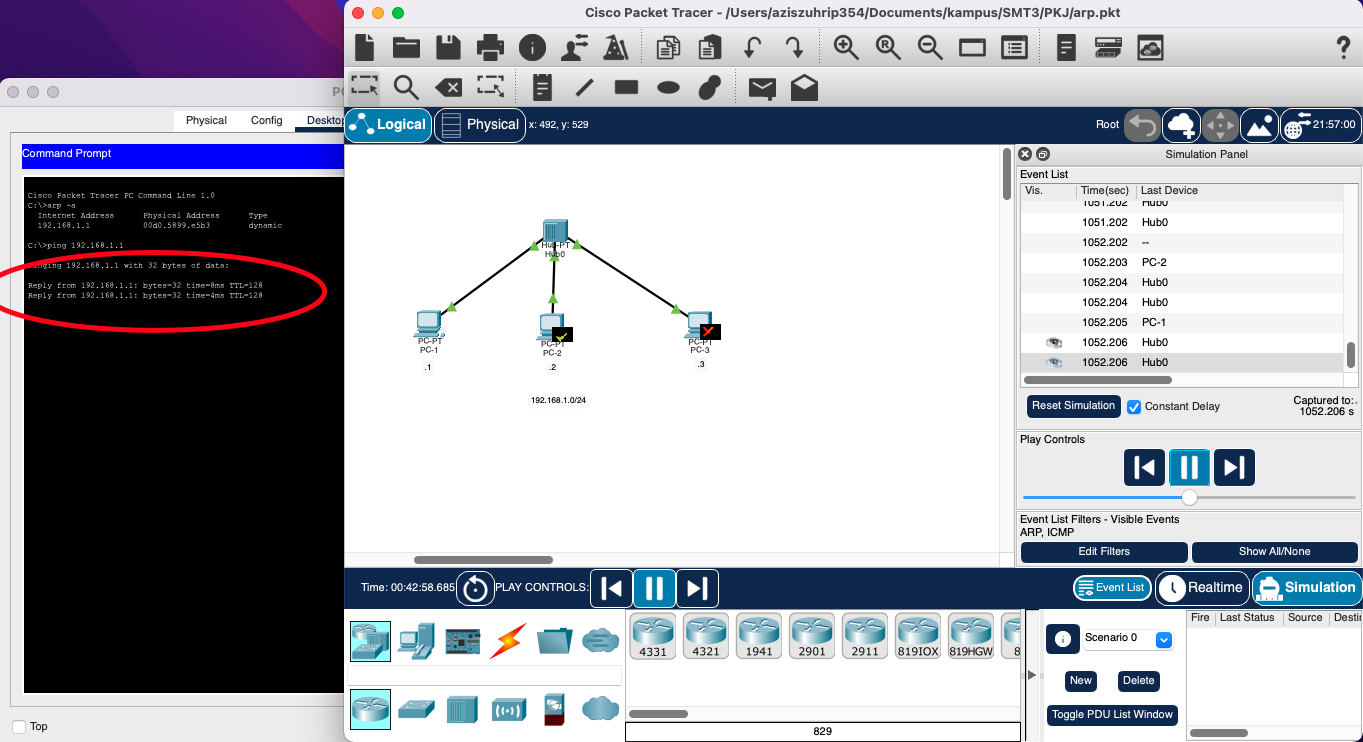 Cisco Packet Tracer - /Users/aziszuhrip354/Documents/kampus/SMT3/PKJ/arp.pkt
Logical
Physical
x: 492, y: 529
Root
21:57:00
Physical
Config
Desktop
Command Prompt
Cisco Packet Tracer PC Command Line 1.0
C:\>arp -a
Internet Address Physical Address Type
192.168.1.1 00d0.5899.e5b3 dynamic
C:\>ping 192.168.1.1
Pinging 192.168.1.1 with 32 bytes of data:
Reply from 192.168.1.1: bytes=32 time=8ms TTL=128
Reply from 192.168.1.1: bytes=32 time=4ms TTL=128
Top
Hub-PT
Hub0
PC-PT
PC-1
.1
PC-PT
PC-2
.2
PC-PT
PC-3
.3
192.168.1.0/24
Simulation Panel
Event List
Vis. Time(sec) Last Device
1051.202 Hub0
1051.202 Hub0
1052.202 --
1052.203 PC-2
1052.204 Hub0
1052.204 Hub0
1052.205 PC-1
1052.206 Hub0
1052.206 Hub0
Reset Simulation
Constant Delay
Captured to:
1052.206 s
Play Controls
Event List Filters - Visible Events
ARP, ICMP
Edit Filters
Show All/None
Time: 00:42:58.685
PLAY CONTROLS:
Event List
Realtime
Simulation
4331
4321
1941
2901
2911
819IOX
819HGW
8
829
Scenario 0
New
Delete
Toggle PDU List Window
Fire Last Status Source Destin